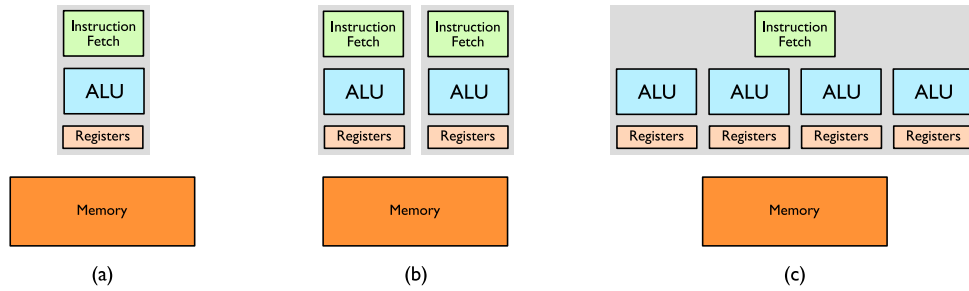 Instruction
Fetch
ALU
Registers
Memory
(a)
Instruction
Fetch
Instruction
Fetch
ALU
ALU
Registers
Registers
Memory
(b)
Instruction
Fetch
ALU
ALU
ALU
ALU
Registers
Registers
Registers
Registers
Memory
(c)